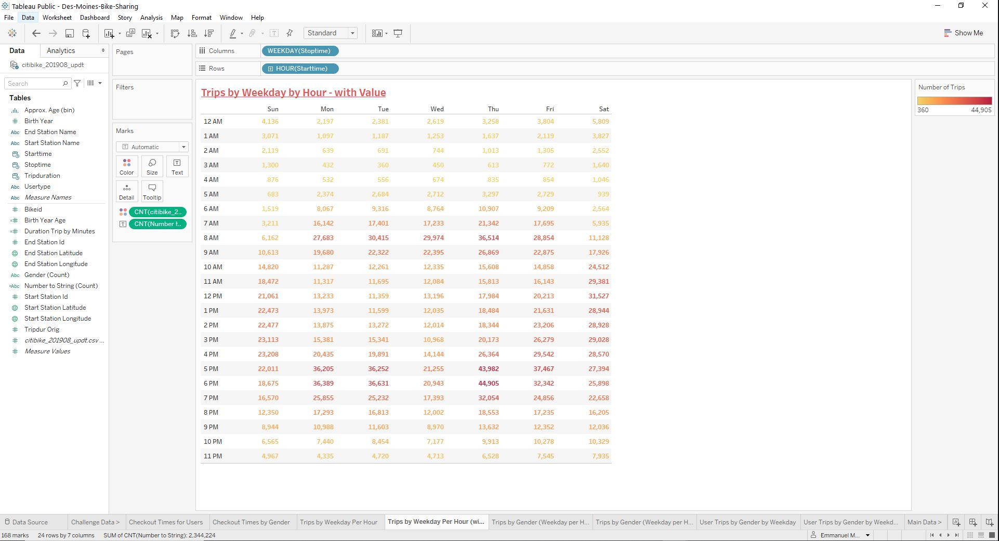 Tableau Public - Des-Moines-Bike-Sharing
File Data Worksheet Dashboard Story Analysis Map Format Window Help
Standard Show Me
Data Analytics
citibike_201908_updt
Search
Tables
Approx. Age (bin)
Birth Year
Abc End Station Name
Abc Start Station Name
Starttime
Stoptime
Tripduration
Abc Usertype
Abc Measure Names
Bikeid
Birth Year Age
Duration Trip by Minutes
End Station Id
End Station Latitude
End Station Longitude
Abc Gender (Count)
=Abc Number to String (Count)
Start Station Id
Start Station Latitude
Start Station Longitude
Tripdur Orig
citibike_201908_updt.csv ...
Measure Values
Pages
Filters
Marks
Automatic
Color Size Text
Detail Tooltip
CNT(citibike_2..
CNT(Number t..
Columns WEEKDAY(Stoptime)
Rows HOUR(Starttime)
Trips by Weekday by Hour - with Value
Sun Mon Tue Wed Thu Fri Sat
12 AM 4,136 2,197 2,381 2,619 3,258 3,804 5,809
1 AM 3,071 1,097 1,187 1,253 1,637 2,119 3,827
2 AM 2,119 639 691 744 1,013 1,305 2,552
3 AM 1,300 432 360 450 613 772 1,640
4 AM 876 532 556 674 835 854 1,046
5 AM 683 2,374 2,684 2,712 3,297 2,729 939
6 AM 1,519 8,067 9,316 8,764 10,907 9,209 2,564
7 AM 3,211 16,142 17,401 17,233 21,342 17,695 5,935
8 AM 6,162 27,683 30,415 29,974 36,514 28,854 11,128
9 AM 10,613 19,680 22,322 22,395 26,869 22,875 17,926
10 AM 14,820 11,287 12,261 12,335 15,608 14,858 24,512
11 AM 18,472 11,317 11,695 12,084 15,813 16,143 29,381
12 PM 21,061 13,233 11,359 13,196 17,984 20,213 31,527
1 PM 22,473 13,973 11,599 12,035 18,484 21,631 28,944
2 PM 22,477 13,875 13,272 12,014 18,344 23,206 28,928
3 PM 23,113 15,381 15,341 10,968 20,173 26,279 29,028
4 PM 23,208 20,435 19,891 14,144 26,364 29,542 28,570
5 PM 22,011 36,205 36,252 21,255 43,982 37,467 27,394
6 PM 18,675 36,389 36,631 20,943 44,905 32,342 25,898
7 PM 16,570 25,855 25,232 17,393 32,054 24,856 22,658
8 PM 12,350 17,293 16,813 12,002 18,553 17,235 16,205
9 PM 8,944 10,988 11,603 8,970 13,632 12,352 12,036
10 PM 6,565 7,440 8,454 7,177 9,913 10,278 10,329
11 PM 4,967 4,335 4,720 4,713 6,528 7,545 7,935
Number of Trips
360 44,905
Data Source Challenge Data > Checkout Times for Users Checkout Times by Gender Trips by Weekday Per Hour Trips by Weekday Per Hour (wi... Trips by Gender (Weekday per H... Trips by Gender (Weekday per H... User Trips by Gender by Weekday User Trips by Gender by Weekd... Main Data >
168 marks 24 rows by 7 columns SUM of CNT(Number to String): 2,344,224 Emmanuel M...